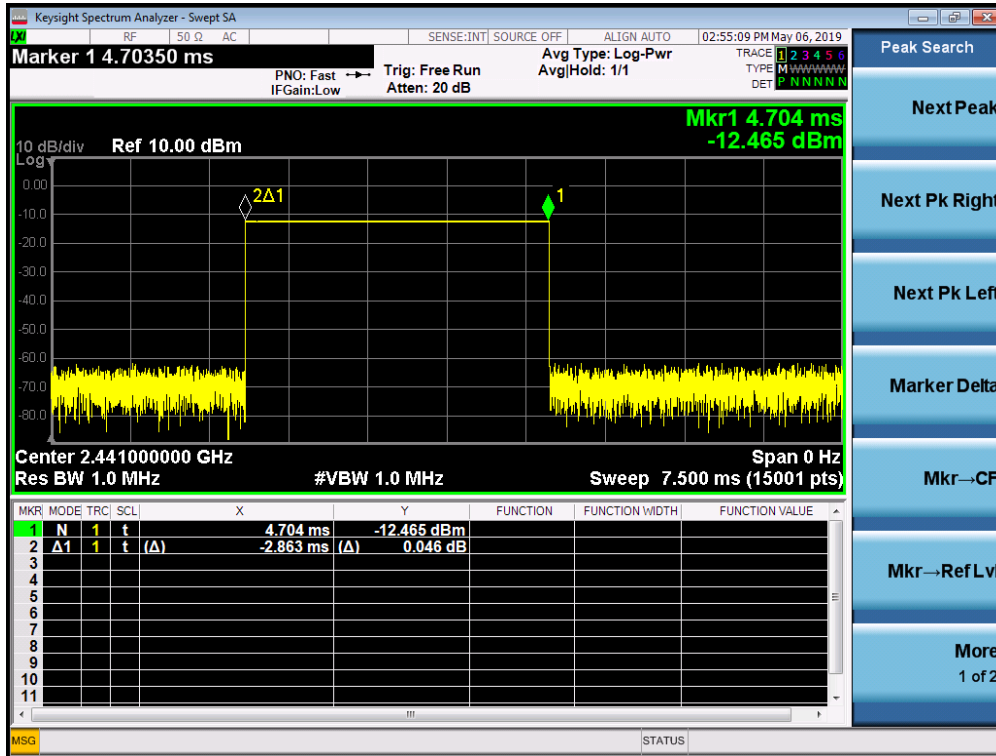 Keysight Spectrum Analyzer - Swept SA
LXI RF 50 Ω AC SENSE:INT SOURCE OFF ALIGN AUTO 02:55:09 PM May 06, 2019
Marker 1 4.70350 ms
PNO: Fast
IFGain:Low
Trig: Free Run
Atten: 20 dB
Avg Type: Log-Pwr
Avg|Hold: 1/1
TRACE 1 2 3 4 5 6
TYPE M WWWWW
DET P N N N N N
Mkr1 4.704 ms
-12.465 dBm
10 dB/div Ref 10.00 dBm
Log
0.00
-10.0
-20.0
-30.0
-40.0
-50.0
-60.0
-70.0
-80.0
2Δ1
1
Center 2.441000000 GHz Span 0 Hz
Res BW 1.0 MHz #VBW 1.0 MHz Sweep 7.500 ms (15001 pts)
MKR MODE TRC SCL X Y FUNCTION FUNCTION WIDTH FUNCTION VALUE
1 N 1 t 4.704 ms -12.465 dBm
2 Δ1 1 t (Δ) -2.863 ms (Δ) 0.046 dB
3
4
5
6
7
8
9
10
11
MSG STATUS
Peak Search
Next Peak
Next Pk Right
Next Pk Left
Marker Delta
Mkr→CF
Mkr→Ref Lvl
More
1 of 2